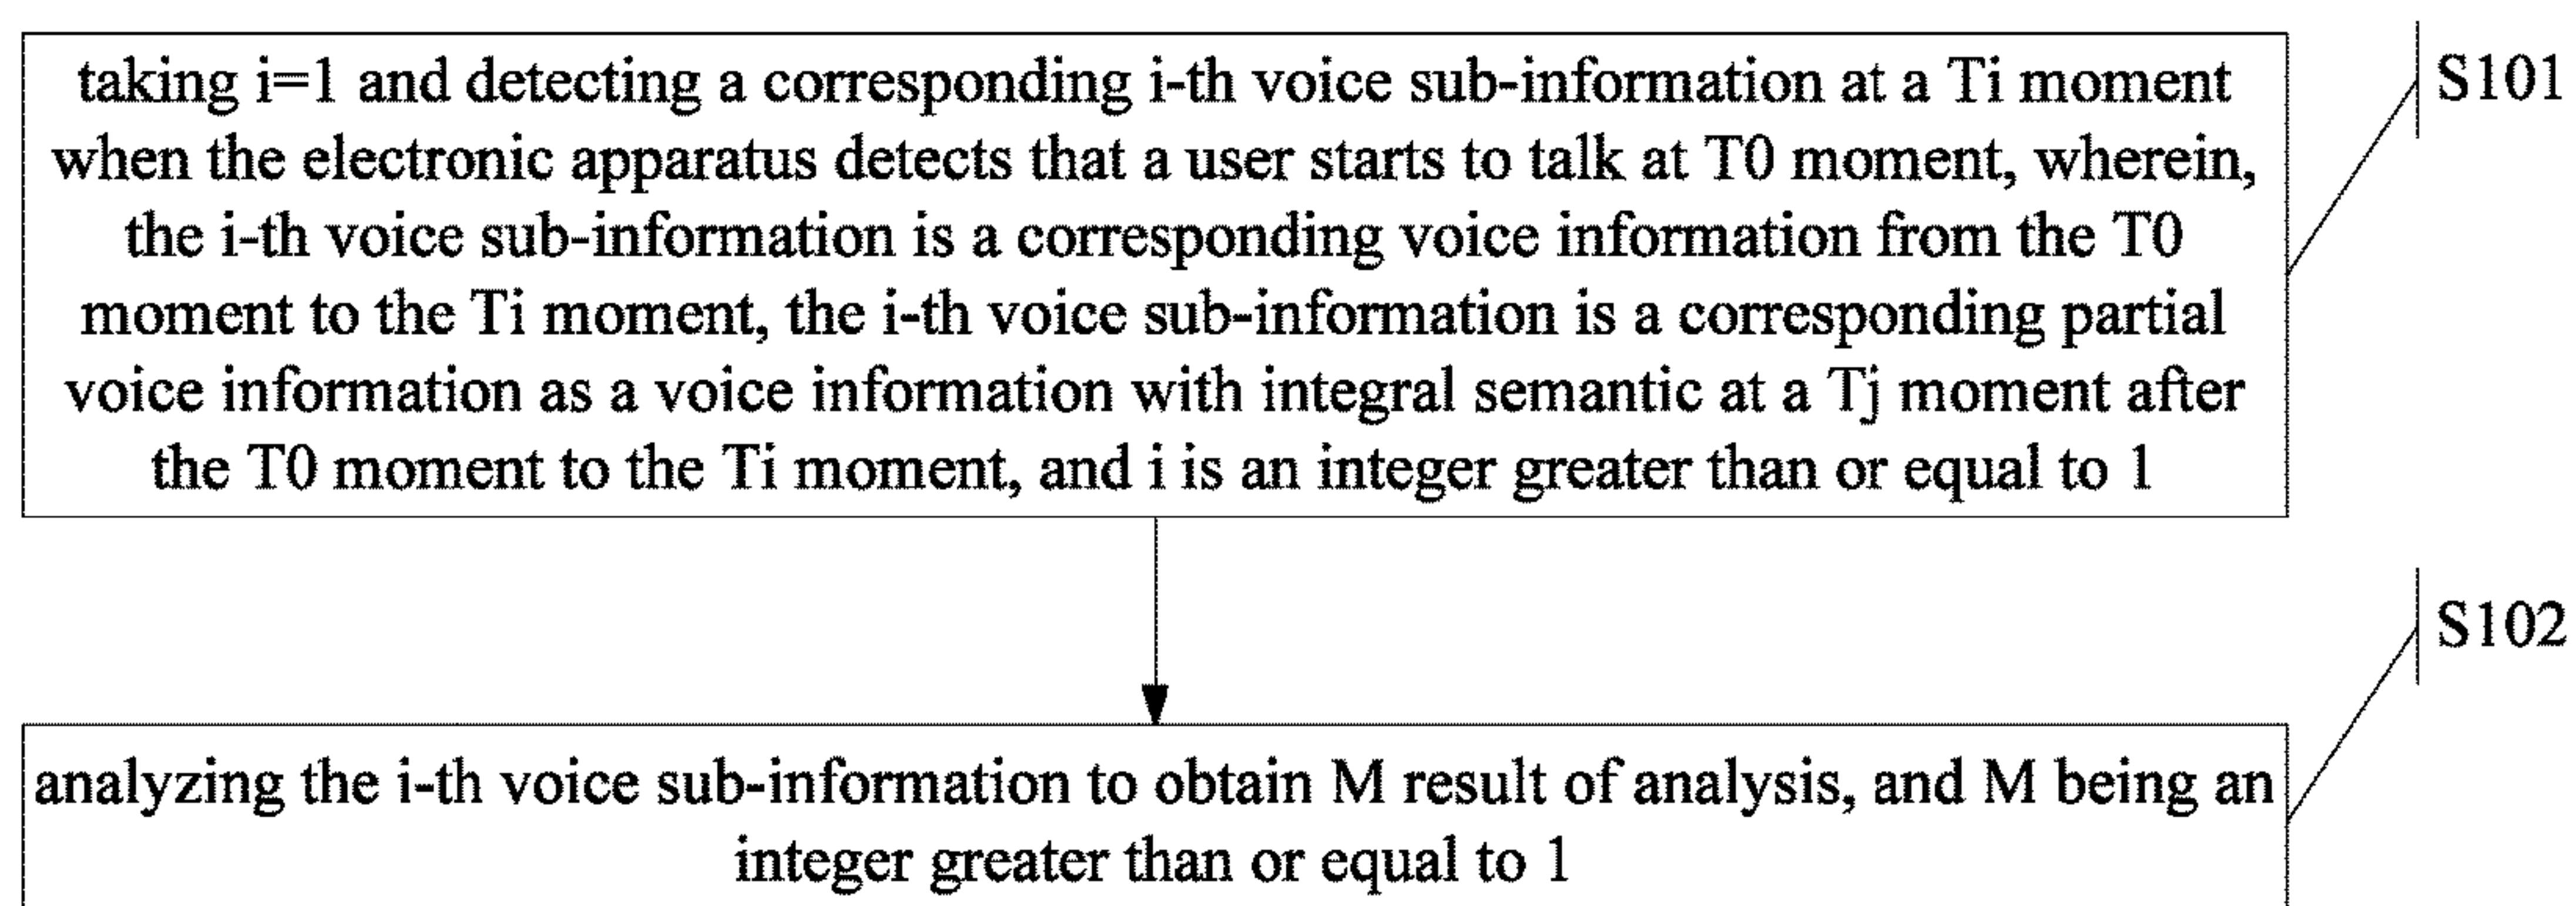 taking i=1 and detecting a corresponding i-th voice sub-information at a Ti moment
when the electronic apparatus detects that a user starts to talk at T0 moment, wherein,
the i-th voice sub-information is a corresponding voice information from the T0
moment to the Ti moment, the i-th voice sub-information is a corresponding partial
voice information as a voice information with integral semantic at a Tj moment after
the T0 moment to the Ti moment, and i is an integer greater than or equal to 1
S101
S102
analyzing the i-th voice sub-information to obtain M result of analysis, and M being an
integer greater than or equal to 1